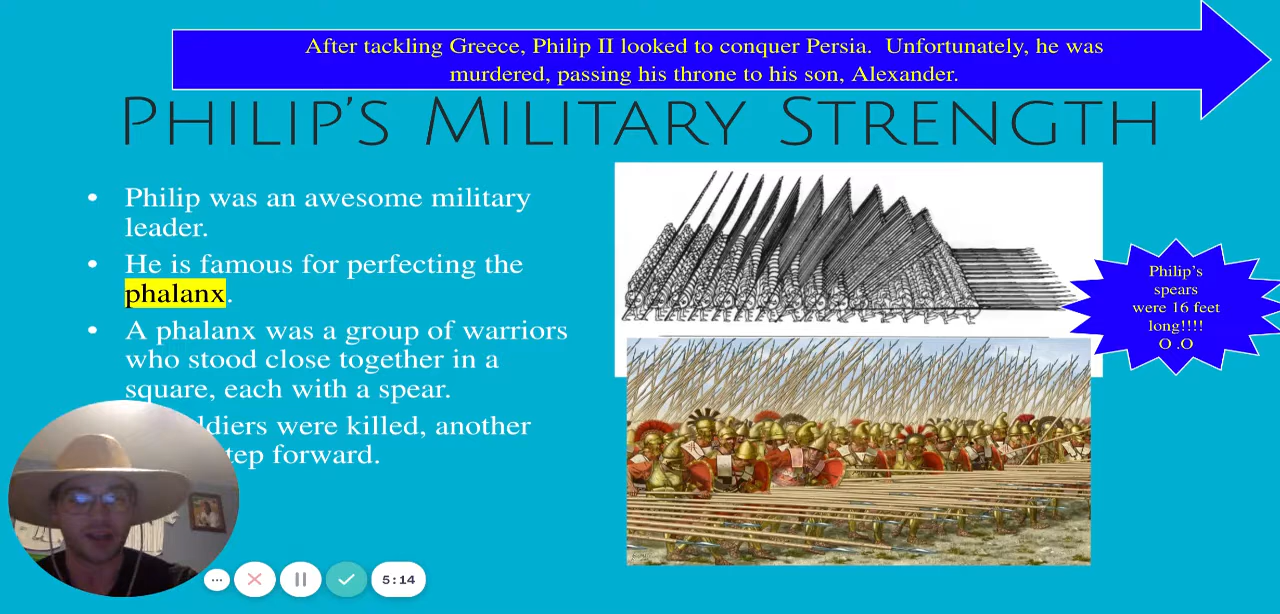 After tackling Greece, Philip II looked to conquer Persia.  Unfortunately, he was
murdered, passing his throne to his son, Alexander.
PHILIP'S MILITARY STRENGTH
• Philip was an awesome military
leader.
• He is famous for perfecting the
phalanx.
• A phalanx was a group of warriors
who stood close together in a
square, each with a spear.
were killed, another
forward.
Philip's
spears
were 16 feet
long!!!!
O .O
5:14